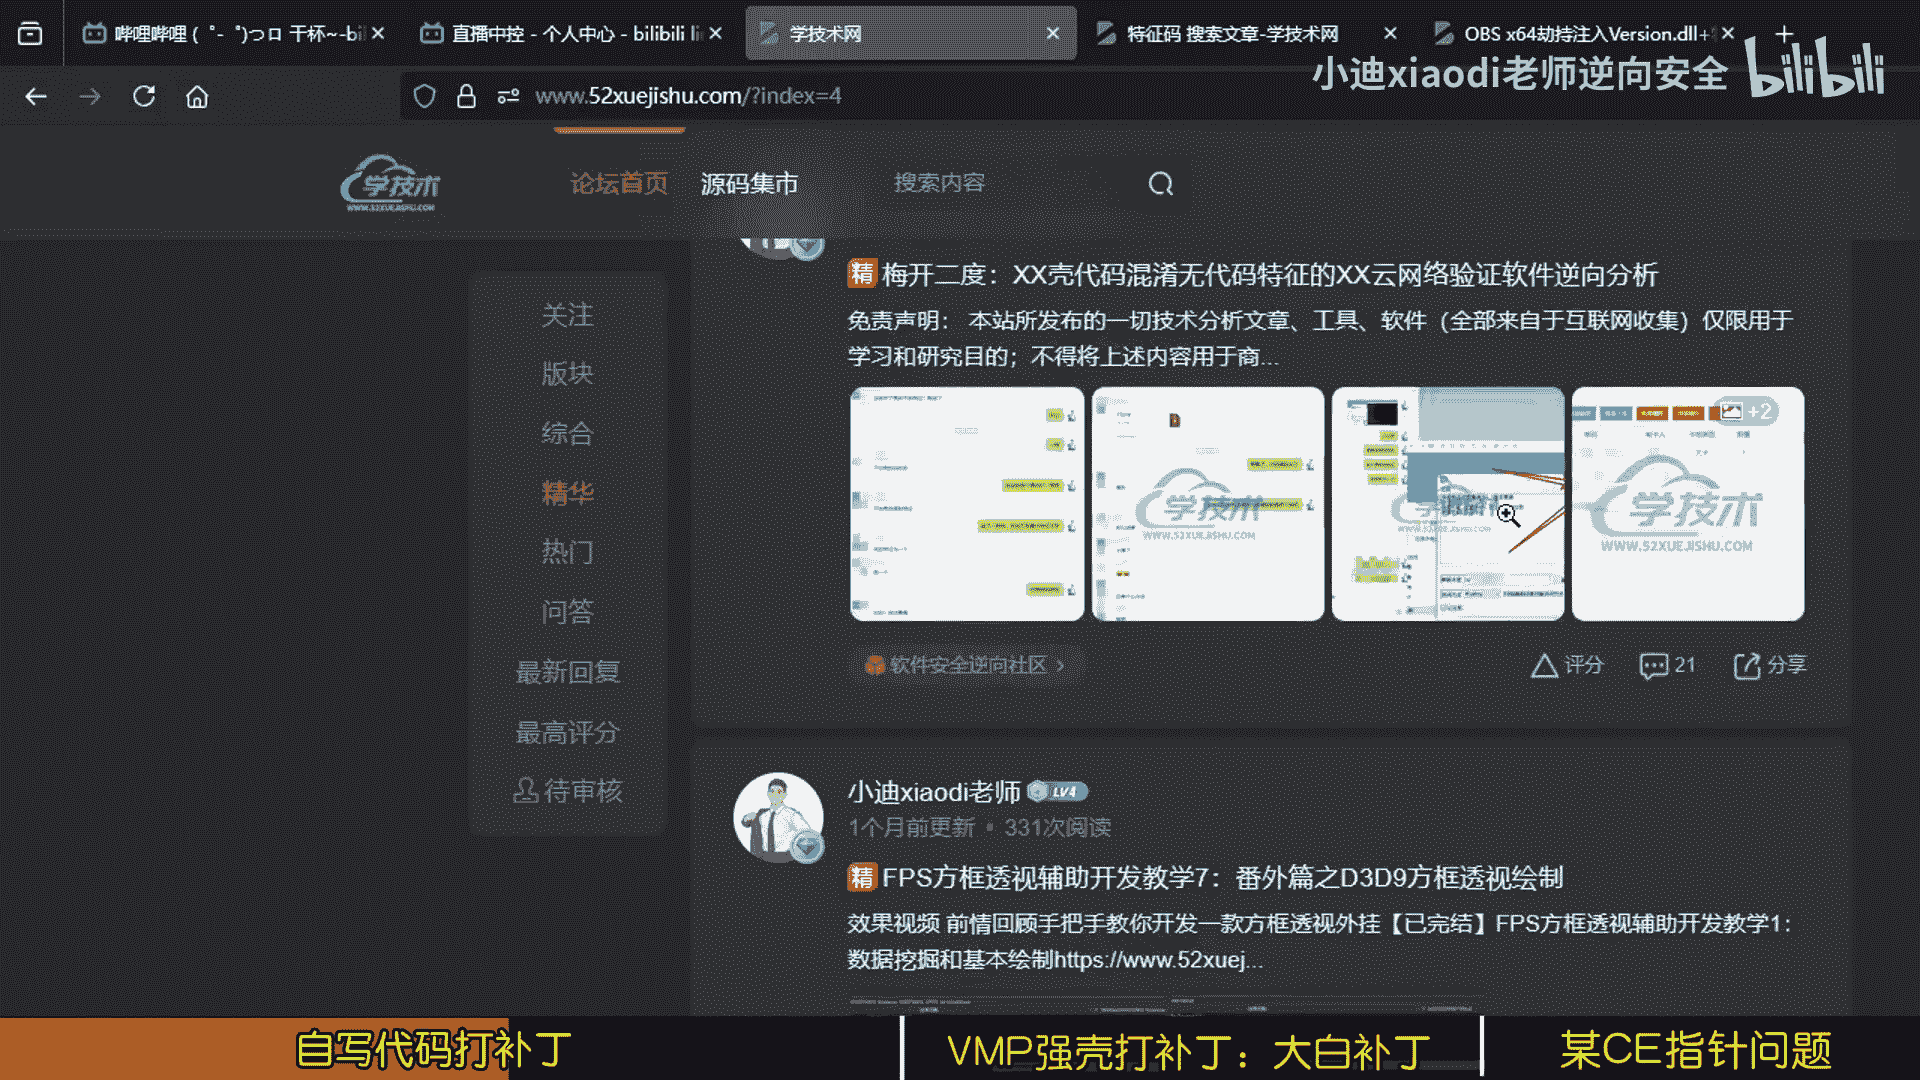 哔哩哔哩 (゜-゜)つロ 干杯~-bi
直播中控 - 个人中心 - bilibili li
学技术网
特征码 搜索文章-学技术网
OBS x64劫持注入Version.dll+
小迪xiaodi老师逆向安全 bilibili
www.52xuejishu.com/?index=4
学技术
WWW.52XUEJISHU.COM
论坛首页
源码集市
搜索内容
关注
版块
综合
精华
热门
问答
最新回复
最高评分
待审核
精 梅开二度：XX壳代码混淆无代码特征的XX云网络验证软件逆向分析
免责声明： 本站所发布的一切技术分析文章、工具、软件（全部来自于互联网收集）仅限用于
学习和研究目的；不得将上述内容用于商...
学技术
WWW.52XUEJISHU.COM
+2
学技术
WWW.52XUEJISHU.COM
软件安全逆向社区
评分
21
分享
小迪xiaodi老师 LV4
1个月前更新 • 331次阅读
精 FPS方框透视辅助开发教学7：番外篇之D3D9方框透视绘制
效果视频 前情回顾手把手教你开发一款方框透视外挂【已完结】FPS方框透视辅助开发教学1：
数据挖掘和基本绘制https://www.52xuej...
自写代码打补丁
VMP强壳打补丁：大白补丁
某CE指针问题